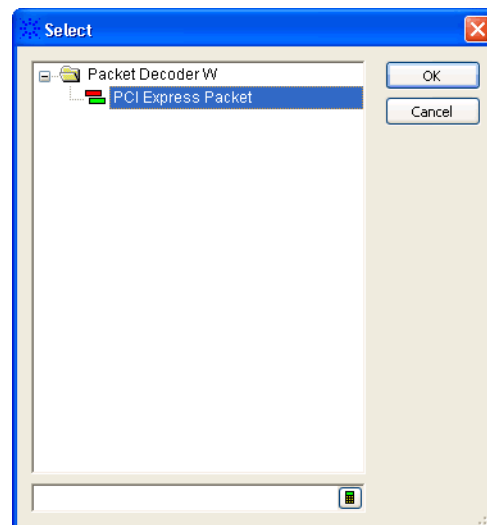 Select
Packet Decoder W
PCI Express Packet
OK
Cancel